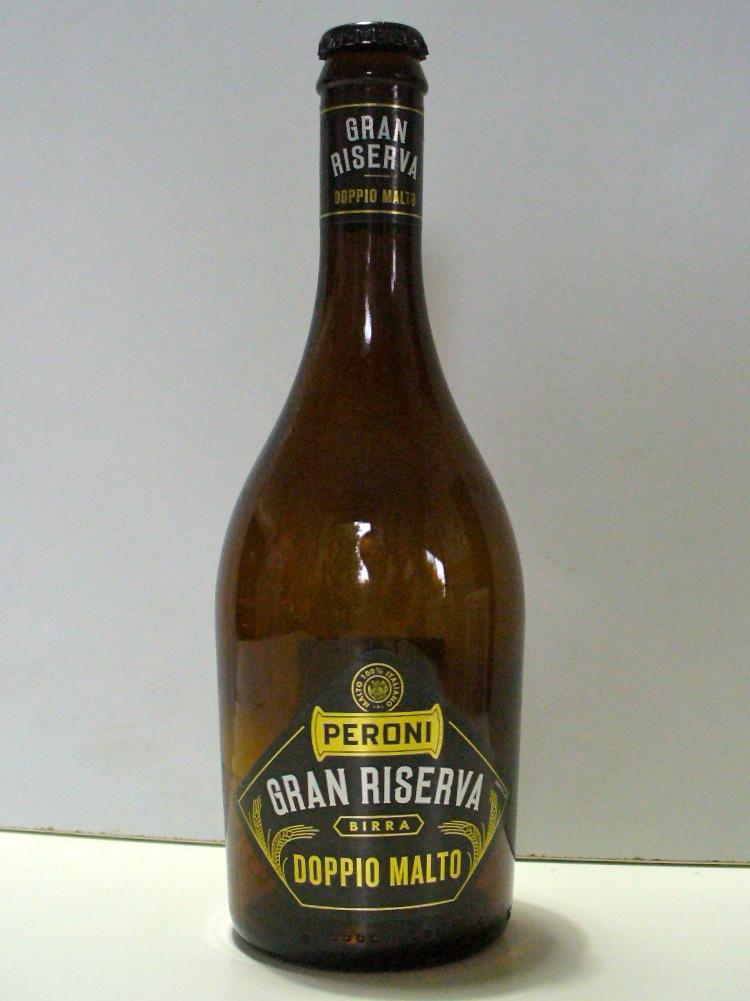 GRAN
RISERVA
DOPPIO MALTO
MALTO 100% ITALIANO
PERONI
GRAN RISERVA
BIRRA
DOPPIO MALTO